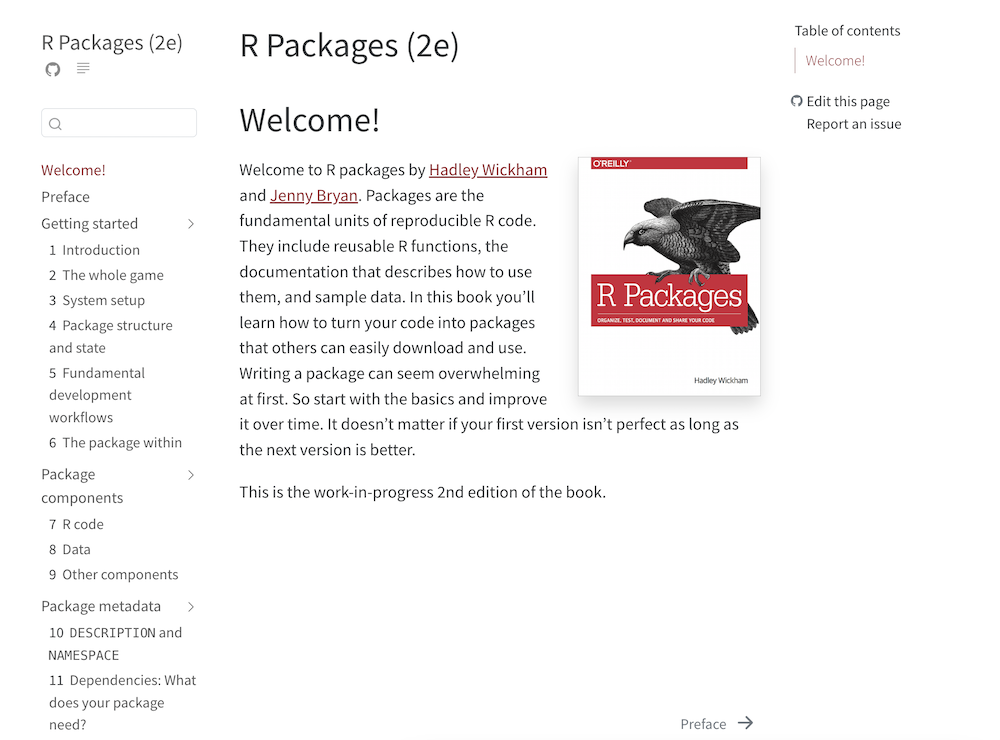 R Packages (2e)
Welcome!
Preface
Getting started
1 Introduction
2 The whole game
3 System setup
4 Package structure
and state
5 Fundamental
development
workflows
6 The package within
Package
components
7 R code
8 Data
9 Other components
Package metadata
10 DESCRIPTION and
NAMESPACE
11 Dependencies: What
does your package
need?
R Packages (2e)
Welcome!
Welcome to R packages by Hadley Wickham
and Jenny Bryan. Packages are the
fundamental units of reproducible R code.
They include reusable R functions, the
documentation that describes how to use
them, and sample data. In this book you’ll
learn how to turn your code into packages
that others can easily download and use.
Writing a package can seem overwhelming
at first. So start with the basics and improve
it over time. It doesn’t matter if your first version isn’t perfect as long as
the next version is better.
This is the work-in-progress 2nd edition of the book.
O'REILLY®
R Packages
ORGANIZE, TEST, DOCUMENT AND SHARE YOUR CODE
Hadley Wickham
Preface
Table of contents
Welcome!
Edit this page
Report an issue